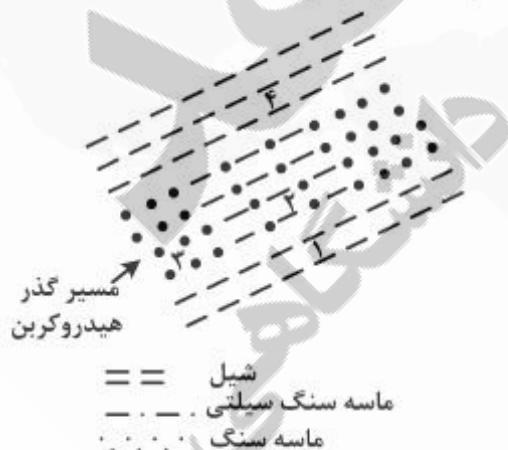 ۴
۲
۱
۳
مسیر گذر
هیدروکربن
شیل
ماسه سنگ سیلتی
ماسه سنگ